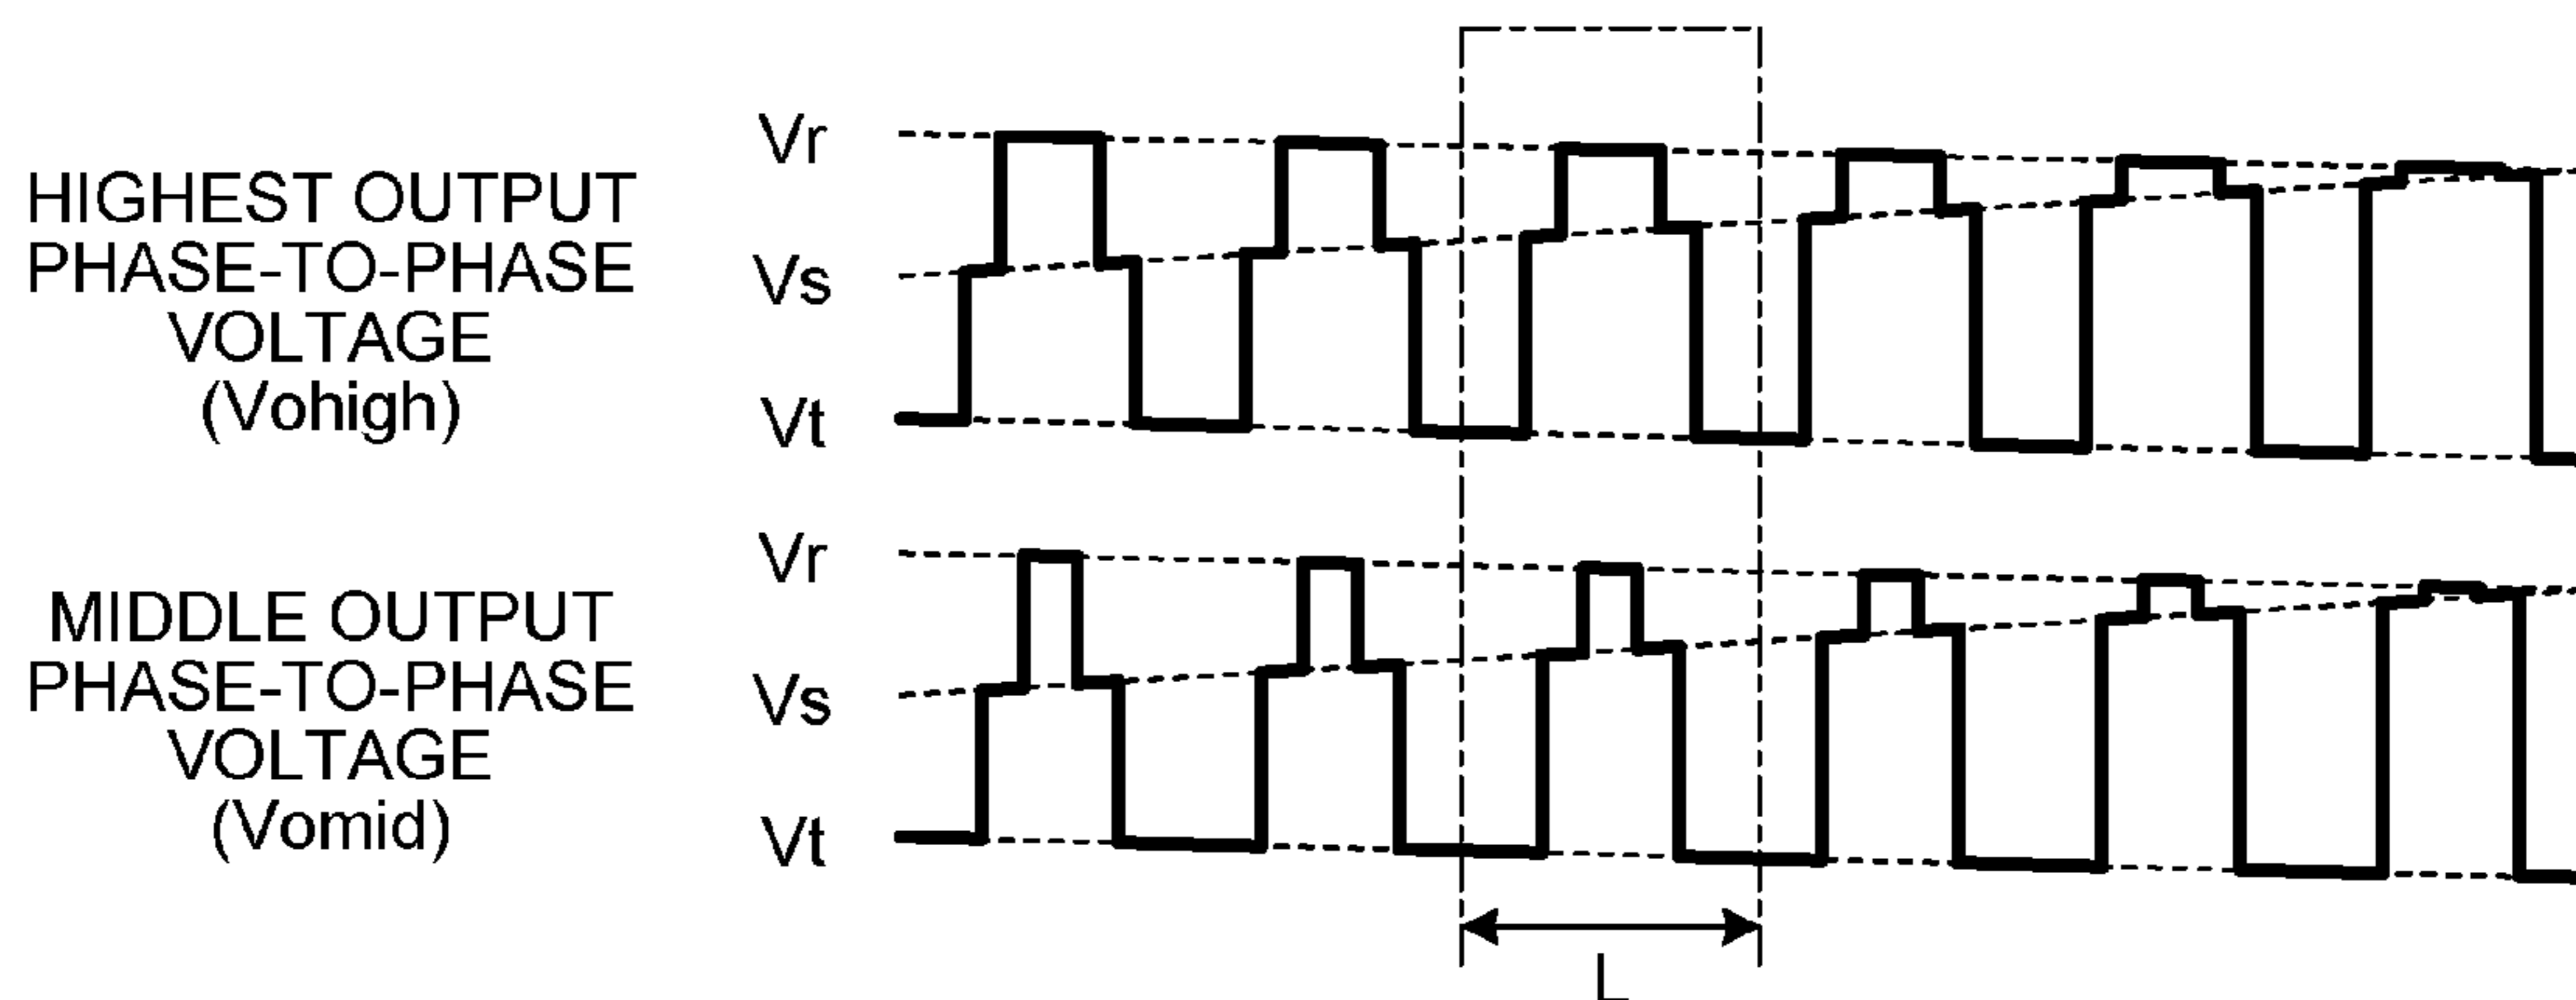 HIGHEST OUTPUT
PHASE-TO-PHASE
VOLTAGE
(Vohigh)
Vr
Vs
Vt
MIDDLE OUTPUT
PHASE-TO-PHASE
VOLTAGE
(Vomid)
Vr
Vs
Vt
L